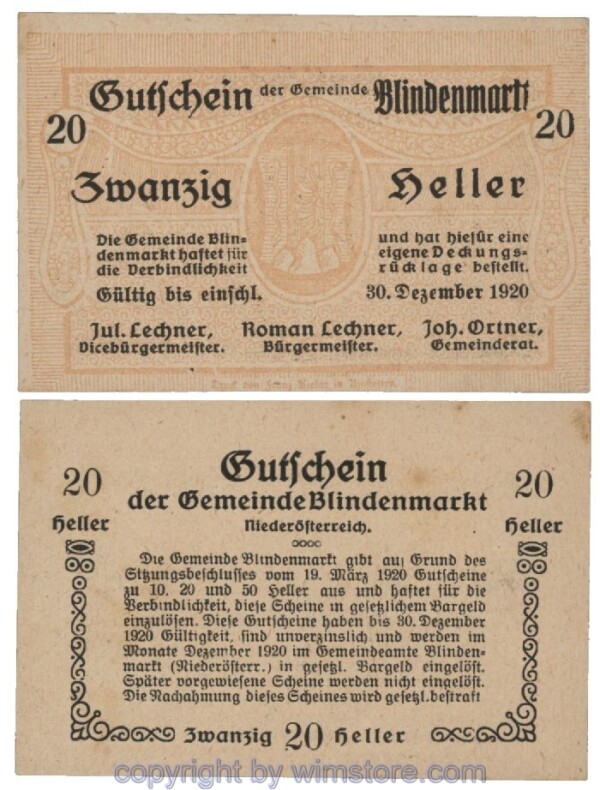 Gutschein der Gemeinde Blindenmarkt
20 20
Zwanzig Heller
Die Gemeinde Blin=
denmarkt haftet für
die Verbindlichkeit
und hat hiefür eine
eigene Deckungs=
rücklage bestellt.
Gültig bis einschl. 30. Dezember 1920
Jul. Lechner, Roman Lechner, Joh. Ortner,
Vicebürgermeister. Bürgermeister. Gemeinderat.
Druck von
Gutschein
20 der Gemeinde Blindenmarkt 20
Heller Niederösterreich. Heller
Die Gemeinde Blindenmarkt gibt auf Grund des
Sitzungsbeschlusses vom 19. März 1920 Gutscheine
zu 10, 20 und 50 Heller aus und haftet für die
Verbindlichkeit, diese Scheine in gesetzlichem Bargeld
einzulösen. Diese Gutscheine haben bis 30. Dezember
1920 Gültigkeit, sind unverzinslich und werden im
Monate Dezember 1920 im Gemeindeamte Blinden=
markt (Niederösterr.) in gesetzl. Bargeld eingelöst.
Später vorgewiesene Scheine werden nicht eingelöst.
Die Nachahmung dieses Scheines wird gesetzl. bestraft
Zwanzig 20 Heller
copyright by wimstore.com